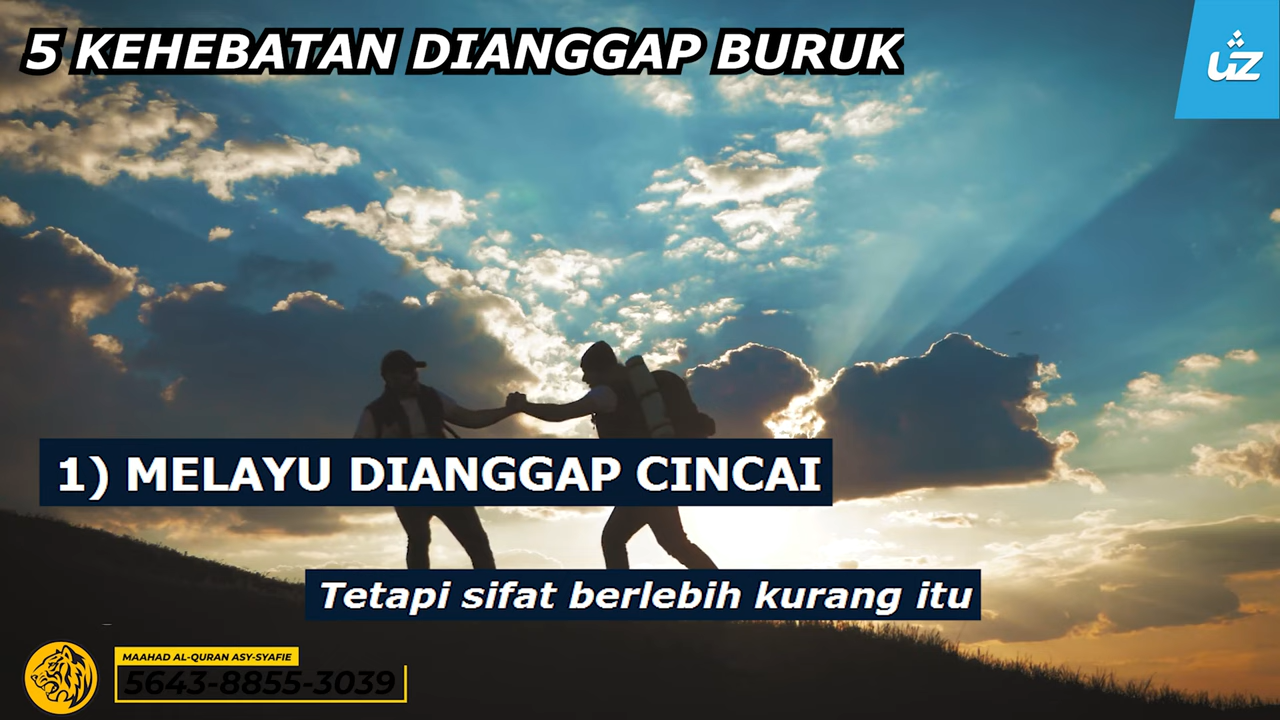 5 KEHEBATAN DIANGGAP BURUK
UZ
1) MELAYU DIANGGAP CINCAI
Tetapi sifat berlebih kurang itu
MAAHAD AL-QURAN ASY-SYAFIE
5643-8855-3039